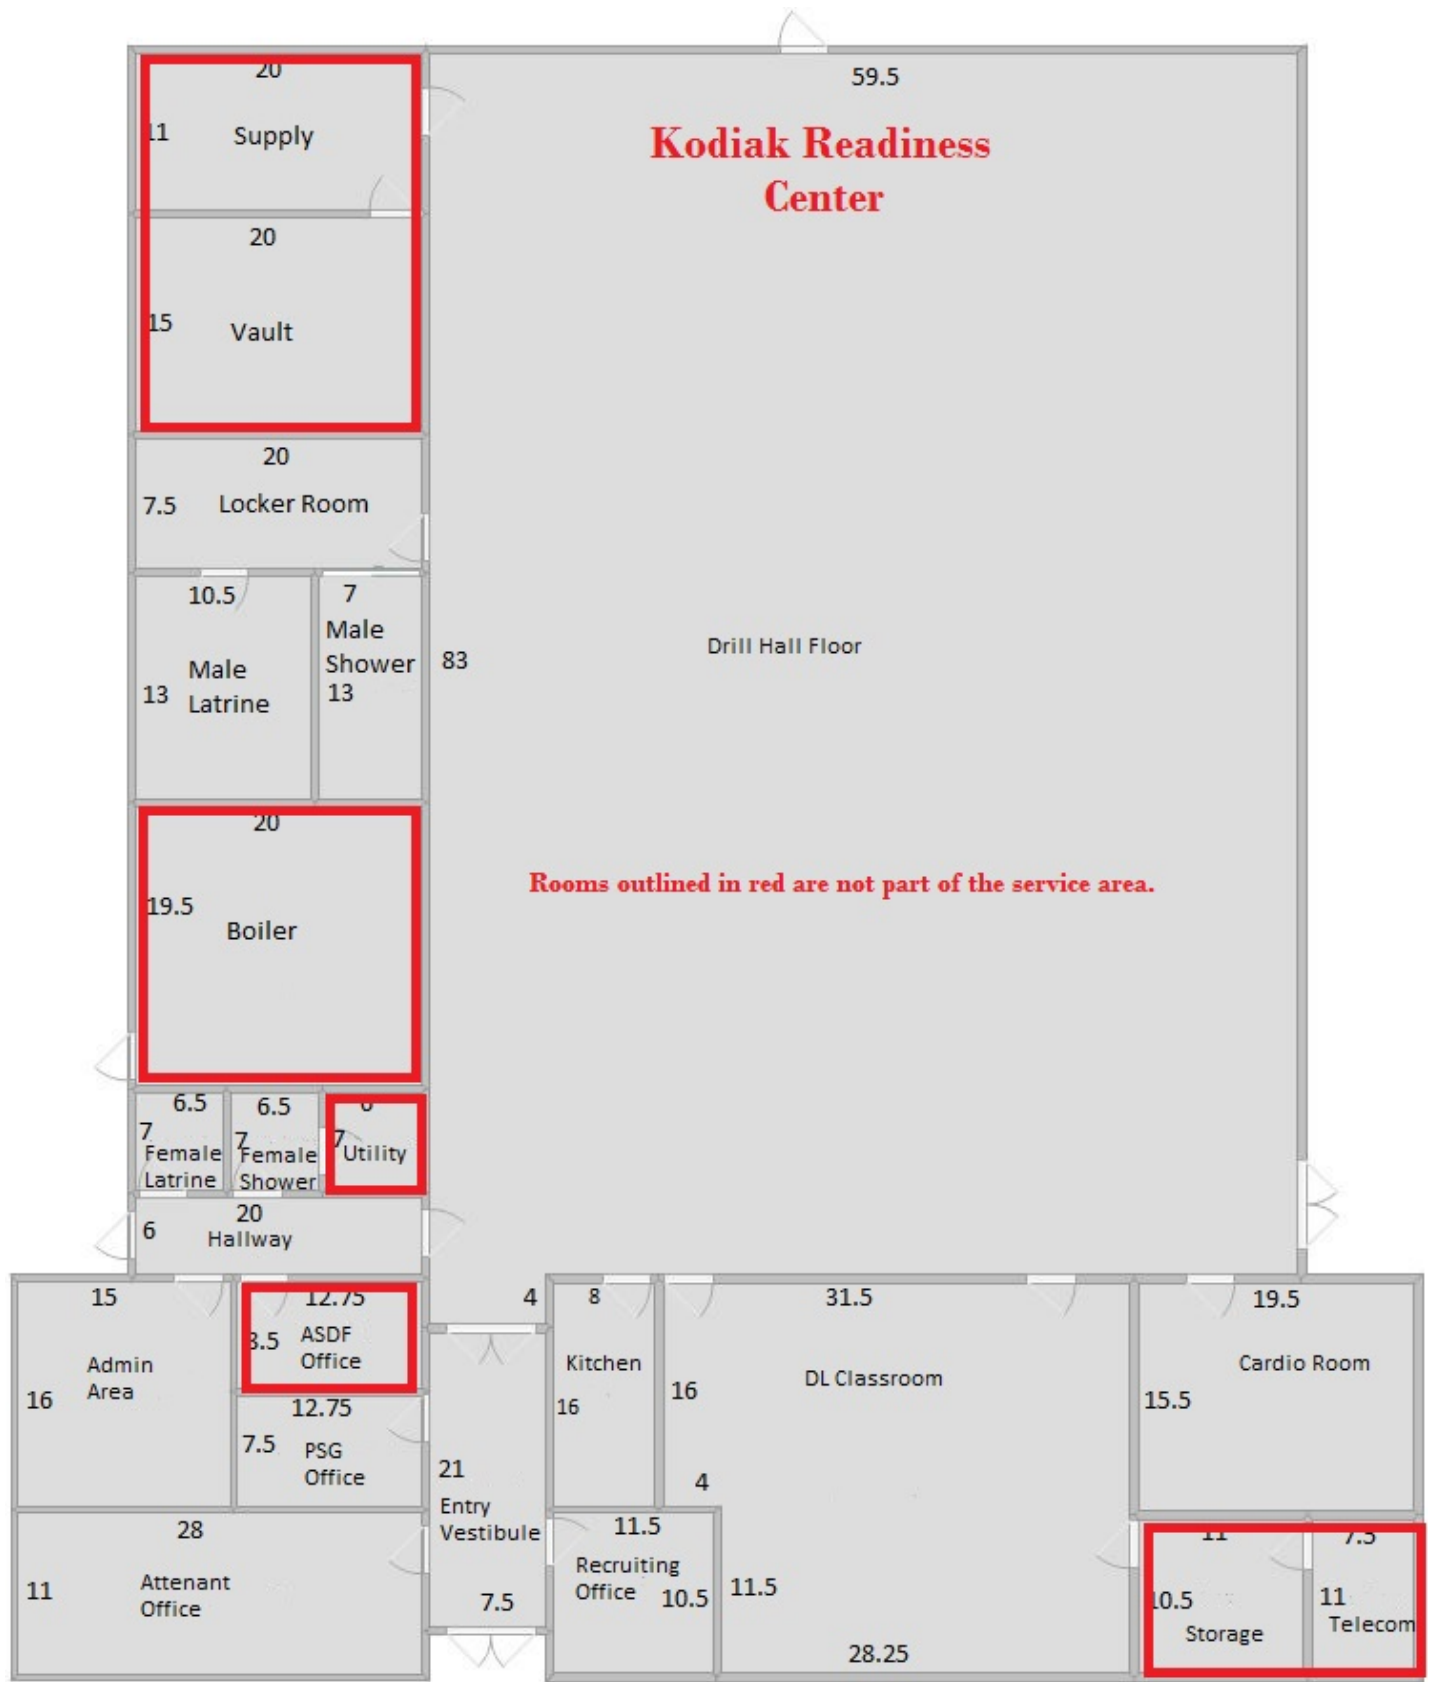 59.5
Kodiak Readiness
Center
20
11
Supply
20
15
Vault
20
7.5
Locker Room
10.5
13
Male
Latrine
7
Male
Shower
13
83
Drill Hall Floor
20
19.5
Boiler
Rooms outlined in red are not part of the service area.
6.5
7
Female
Latrine
6.5
7
Female
Shower
7
Utility
20
6
Hallway
15
16
Admin
Area
12.75
ASDF
Office
12.75
7.5
PSG
Office
28
11
Attenant
Office
4
21
Entry
Vestibule
7.5
8
Kitchen
16
31.5
16
DL Classroom
4
11.5
28.25
11.5
Recruiting
Office
10.5
19.5
Cardio Room
15.5
11
10.5
Storage
7.5
11
Telecom